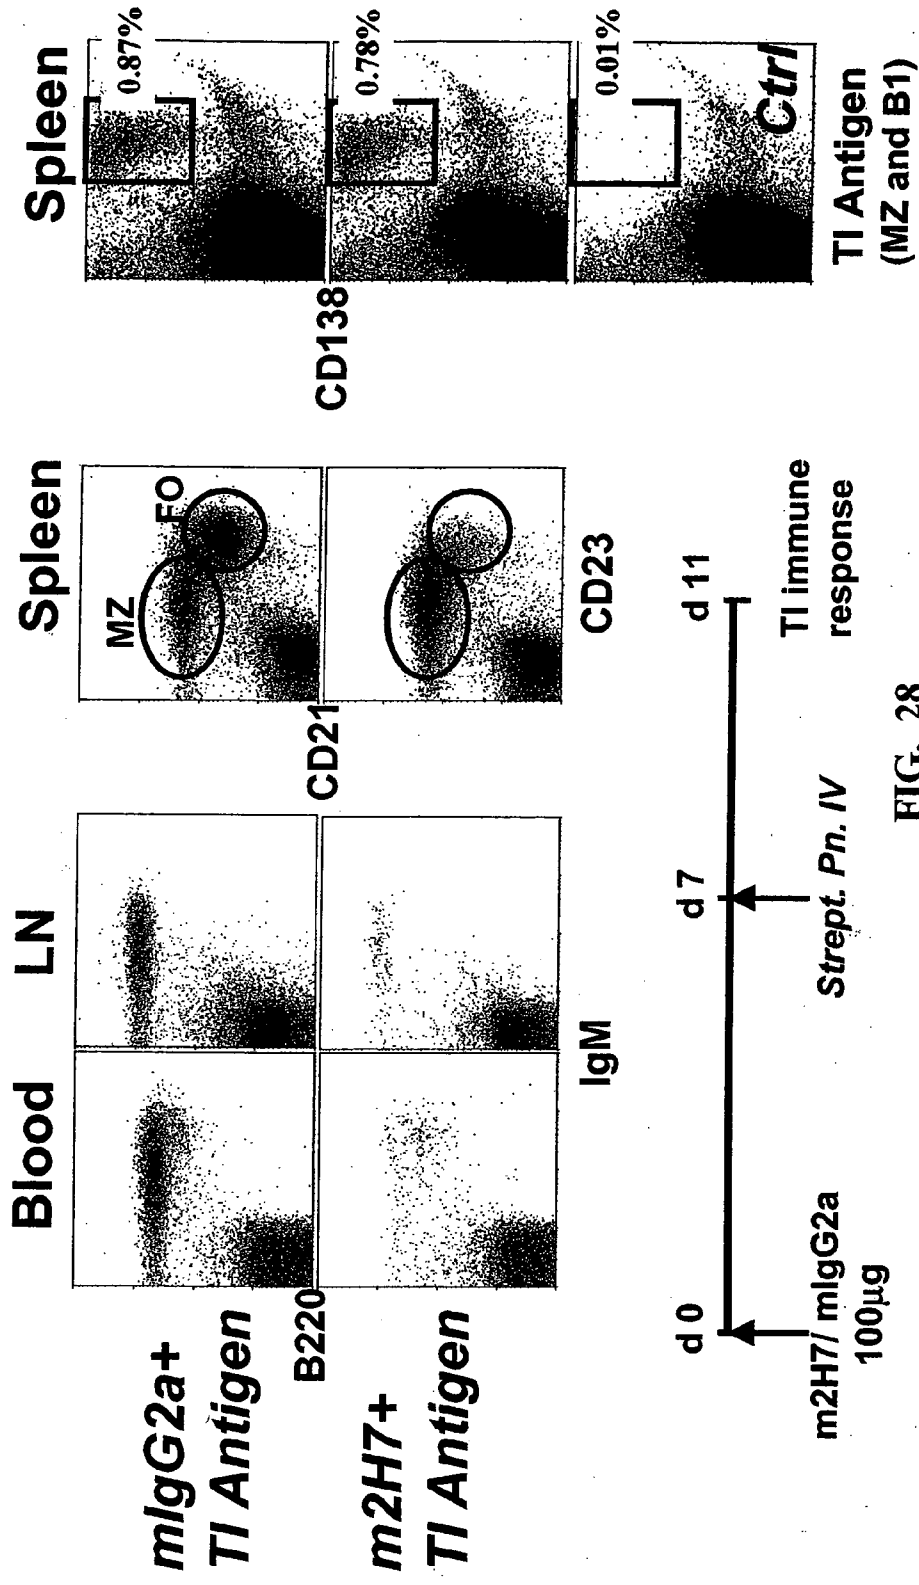 Blood
LN
Spleen
Spleen
mIgG2a+
TI Antigen
m2H7+
TI Antigen
B220
IgM
MZ
FO
CD21
CD23
CD138
0.87%
0.78%
0.01%
Ctrl
TI Antigen
(MZ and B1)
d 0
d 7
d 11
m2H7/ mIgG2a
100µg
Strept. Pn. IV
TI immune
response
FIG. 28